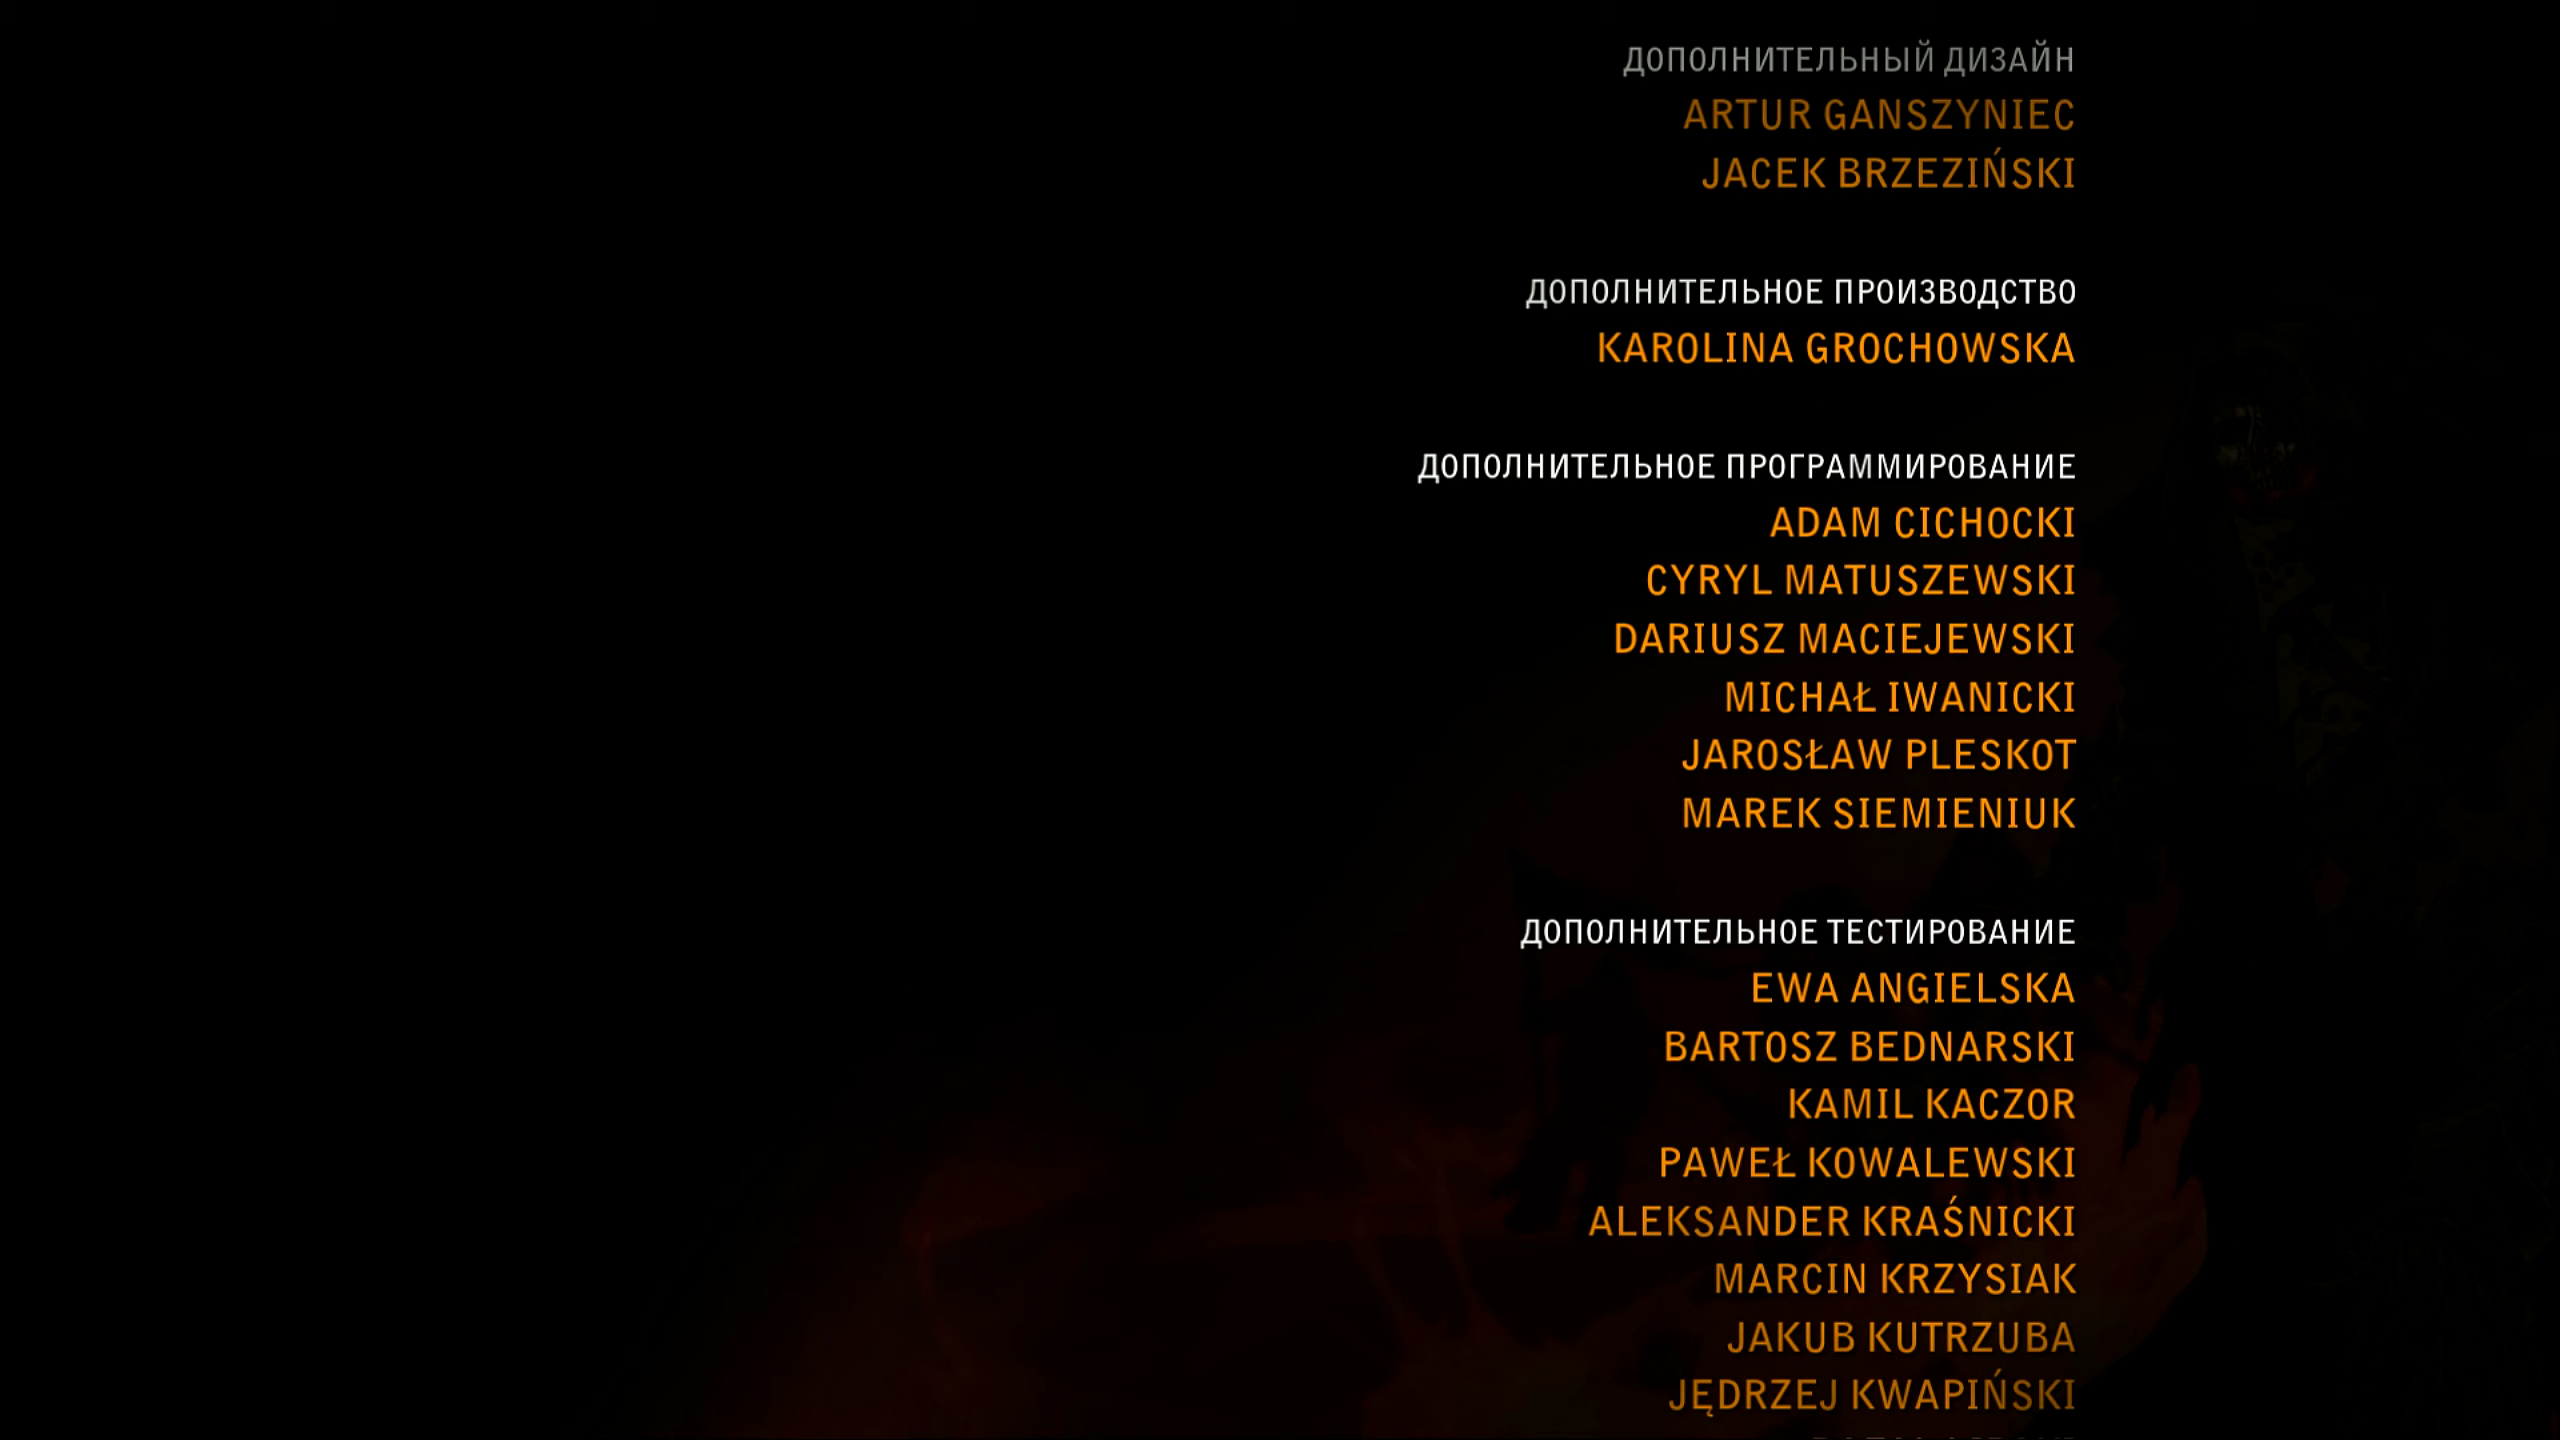 ДОПОЛНИТЕЛЬНЫЙ ДИЗАЙН
ARTUR GANSZYNIEC
JACEK BRZEZIŃSKI
ДОПОЛНИТЕЛЬНОЕ ПРОИЗВОДСТВО
KAROLINA GROCHOWSKA
ДОПОЛНИТЕЛЬНОЕ ПРОГРАММИРОВАНИЕ
ADAM CICHOCKI
CYRYL MATUSZEWSKI
DARIUSZ MACIEJEWSKI
MICHAŁ IWANICKI
JAROSŁAW PLESKOT
MAREK SIEMIENIUK
ДОПОЛНИТЕЛЬНОЕ ТЕСТИРОВАНИЕ
EWA ANGIELSKA
BARTOSZ BEDNARSKI
KAMIL KACZOR
PAWEŁ KOWALEWSKI
ALEKSANDER KRAŚNICKI
MARCIN KRZYSIAK
JAKUB KUTRZUBA
JĘDRZEJ KWAPIŃSKI